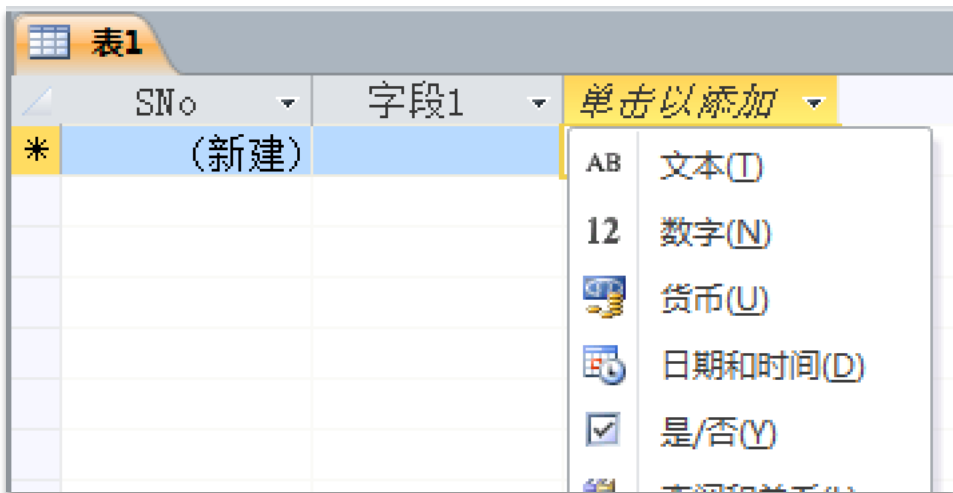 表1
SNo 字段1 单击以添加
(新建)
AB 文本(T)
12 数字(N)
货币(U)
日期和时间(D)
是/否(Y)